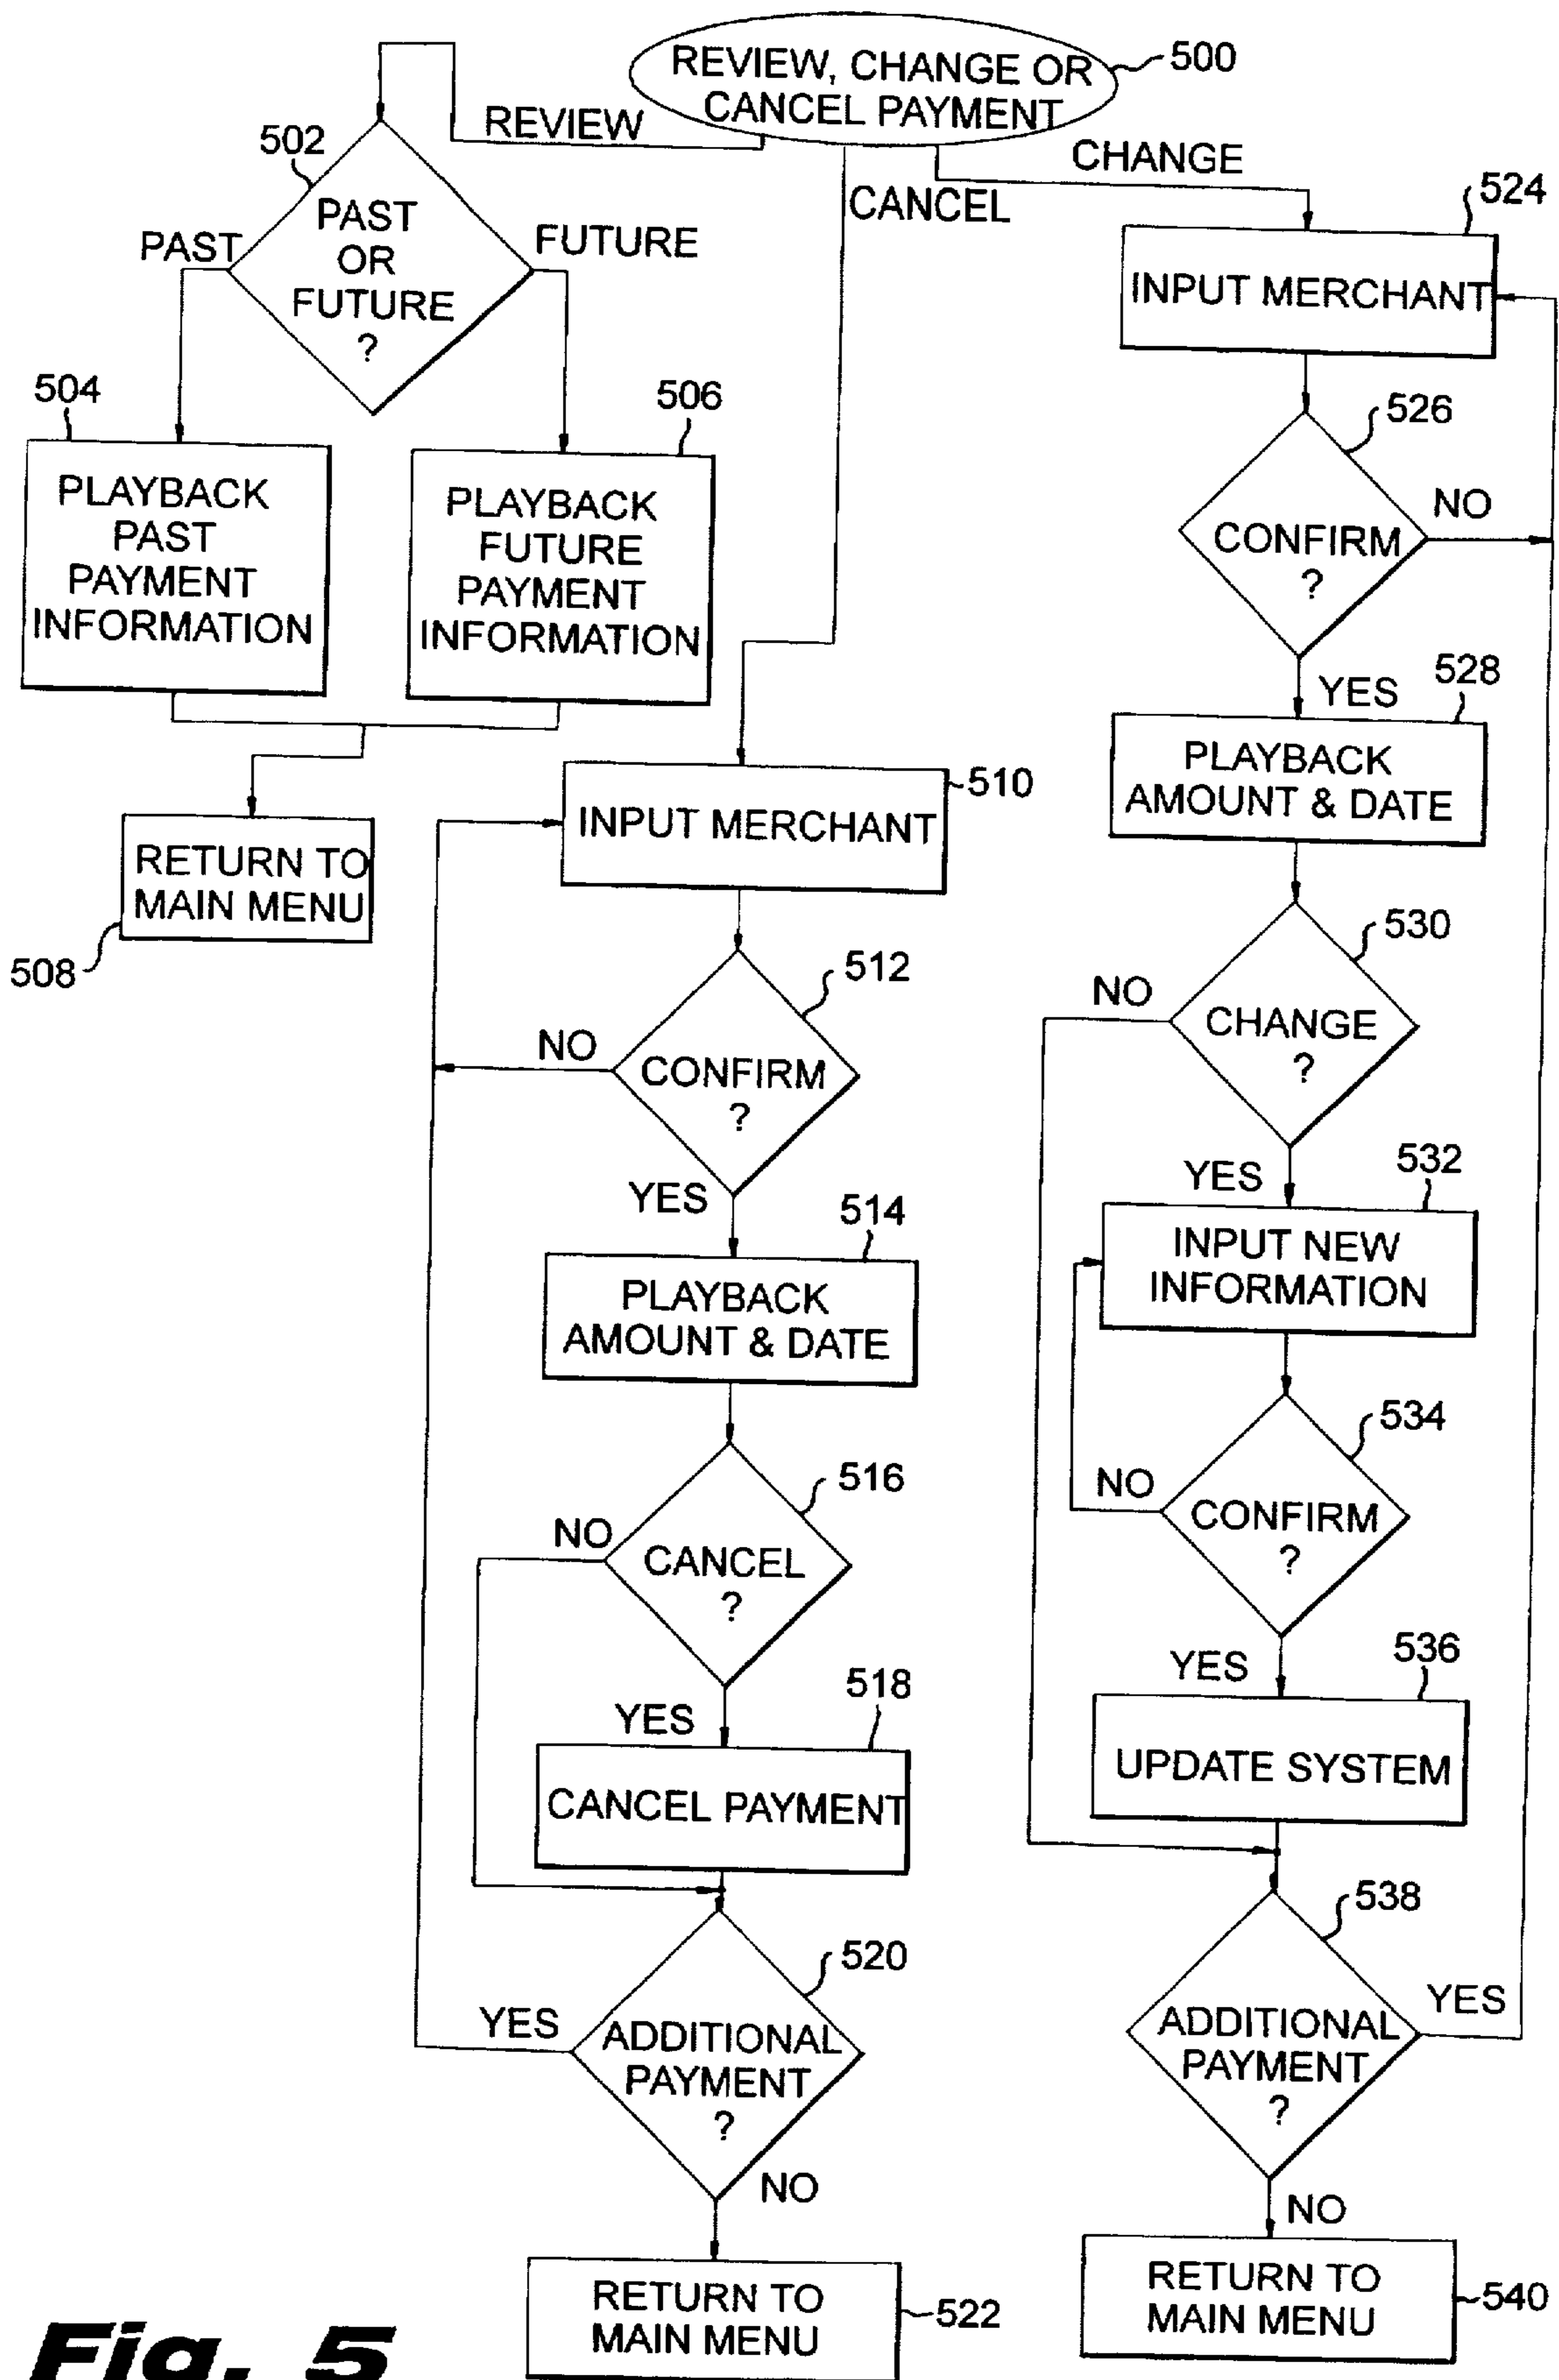 REVIEW, CHANGE OR
CANCEL PAYMENT
500
REVIEW
CANCEL
CHANGE
502
PAST
OR
FUTURE
?
PAST
FUTURE
504
PLAYBACK
PAST
PAYMENT
INFORMATION
506
PLAYBACK
FUTURE
PAYMENT
INFORMATION
RETURN TO
MAIN MENU
508
INPUT MERCHANT
510
512
CONFIRM
?
NO
YES
514
PLAYBACK
AMOUNT & DATE
516
CANCEL
?
NO
YES
518
CANCEL PAYMENT
520
ADDITIONAL
PAYMENT
?
YES
NO
RETURN TO
MAIN MENU
522
524
INPUT MERCHANT
526
CONFIRM
?
NO
YES
528
PLAYBACK
AMOUNT & DATE
530
CHANGE
?
NO
YES
532
INPUT NEW
INFORMATION
534
CONFIRM
?
NO
YES
536
UPDATE SYSTEM
538
ADDITIONAL
PAYMENT
?
YES
NO
RETURN TO
MAIN MENU
540
Fig. 5